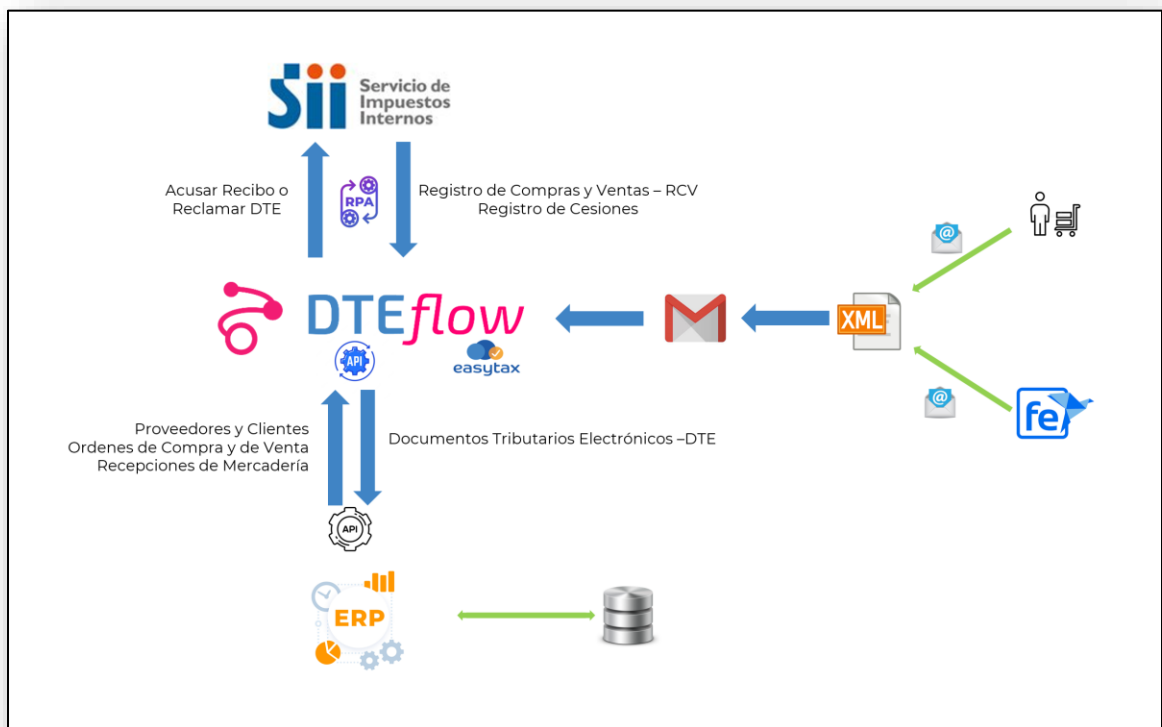 Sii
Servicio de
Impuestos
Internos
Acusar Recibo o
Reclamar DTE
RPA
Registro de Compras y Ventas – RCV
Registro de Cesiones
DTEflow
API
easytax
XML
@
@
fe
Proveedores y Clientes
Ordenes de Compra y de Venta
Recepciones de Mercadería
Documentos Tributarios Electrónicos –DTE
API
ERP